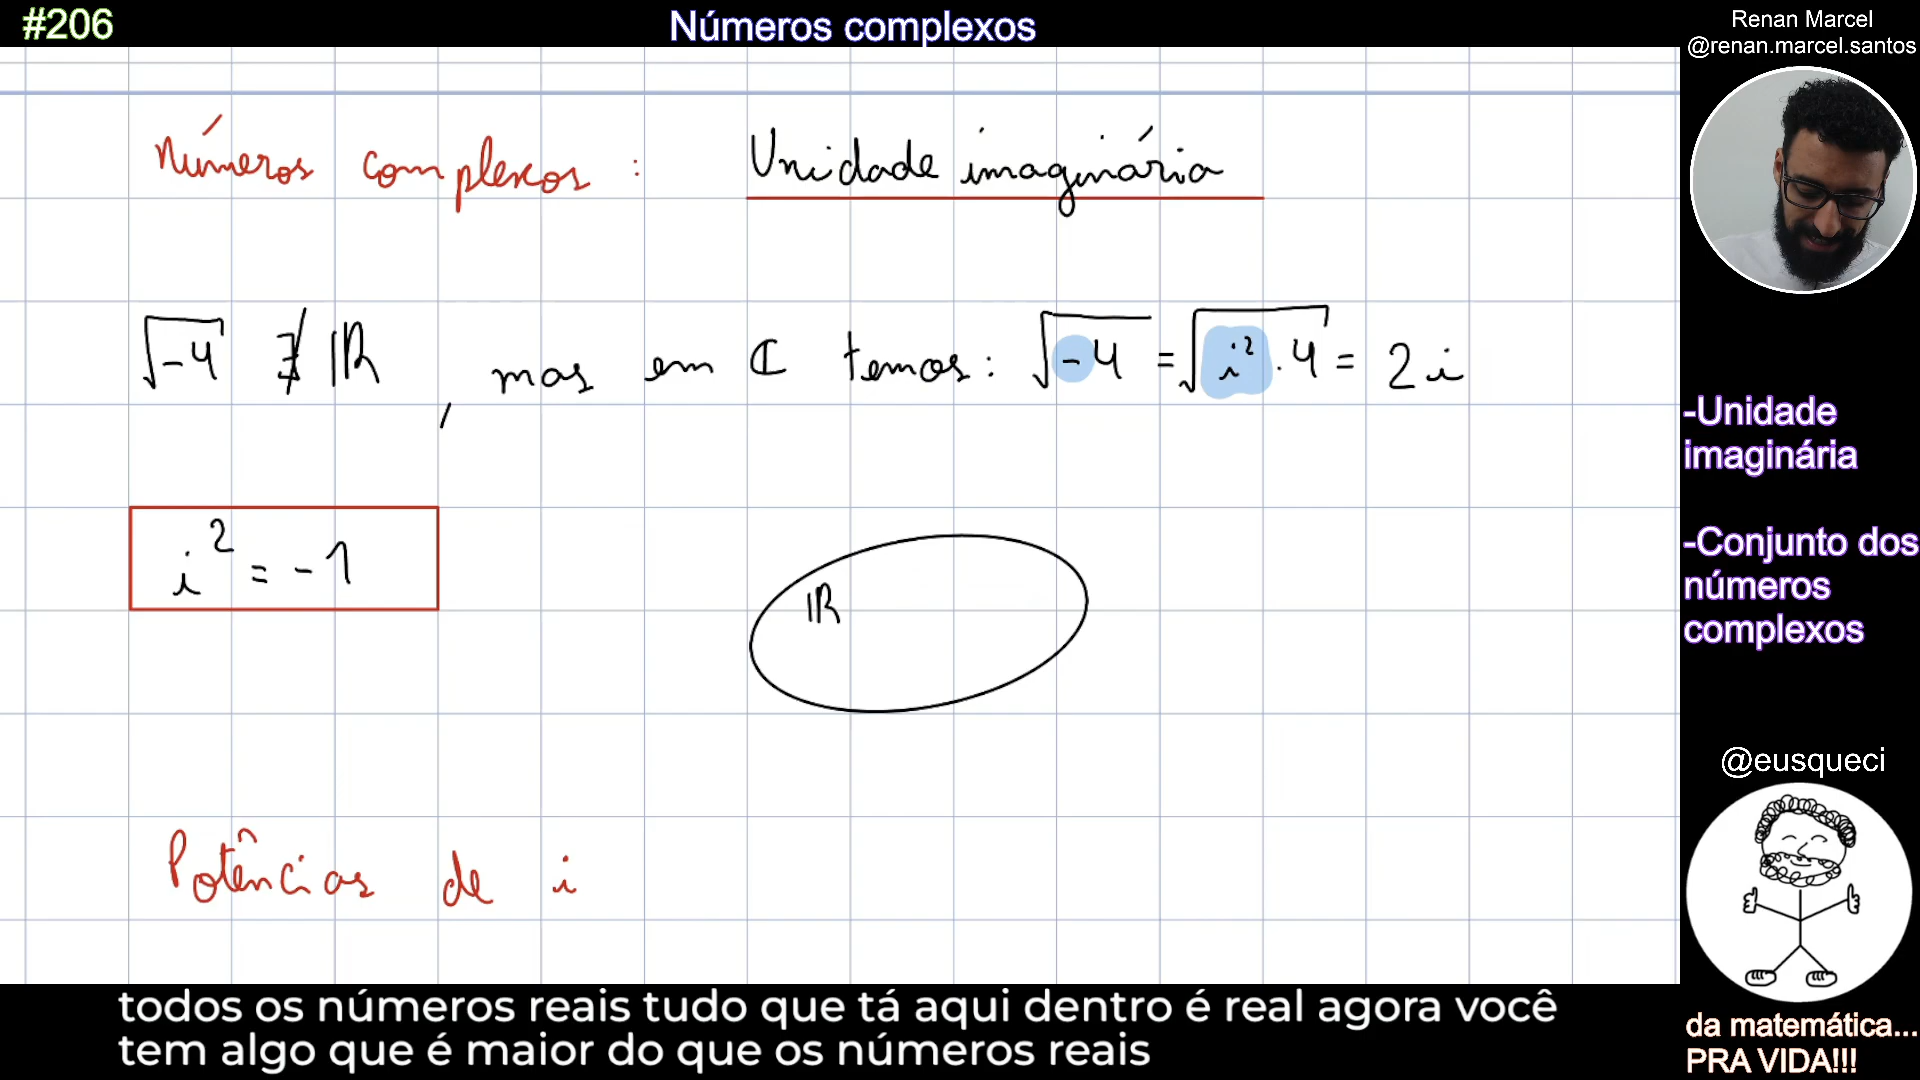 #206
Números complexos
Renan Marcel
@renan.marcel.santos
Números complexos : Unidade imaginária
√-4 ∄ ℝ , mas em ℂ temos: √-4 = √i² . 4 = 2i
-Unidade
imaginária
i² = -1
-Conjunto dos
números
complexos
ℝ
@eusqueci
Potências de i
todos os números reais tudo que tá aqui dentro é real agora você
tem algo que é maior do que os números reais
da matemática...
PRA VIDA!!!